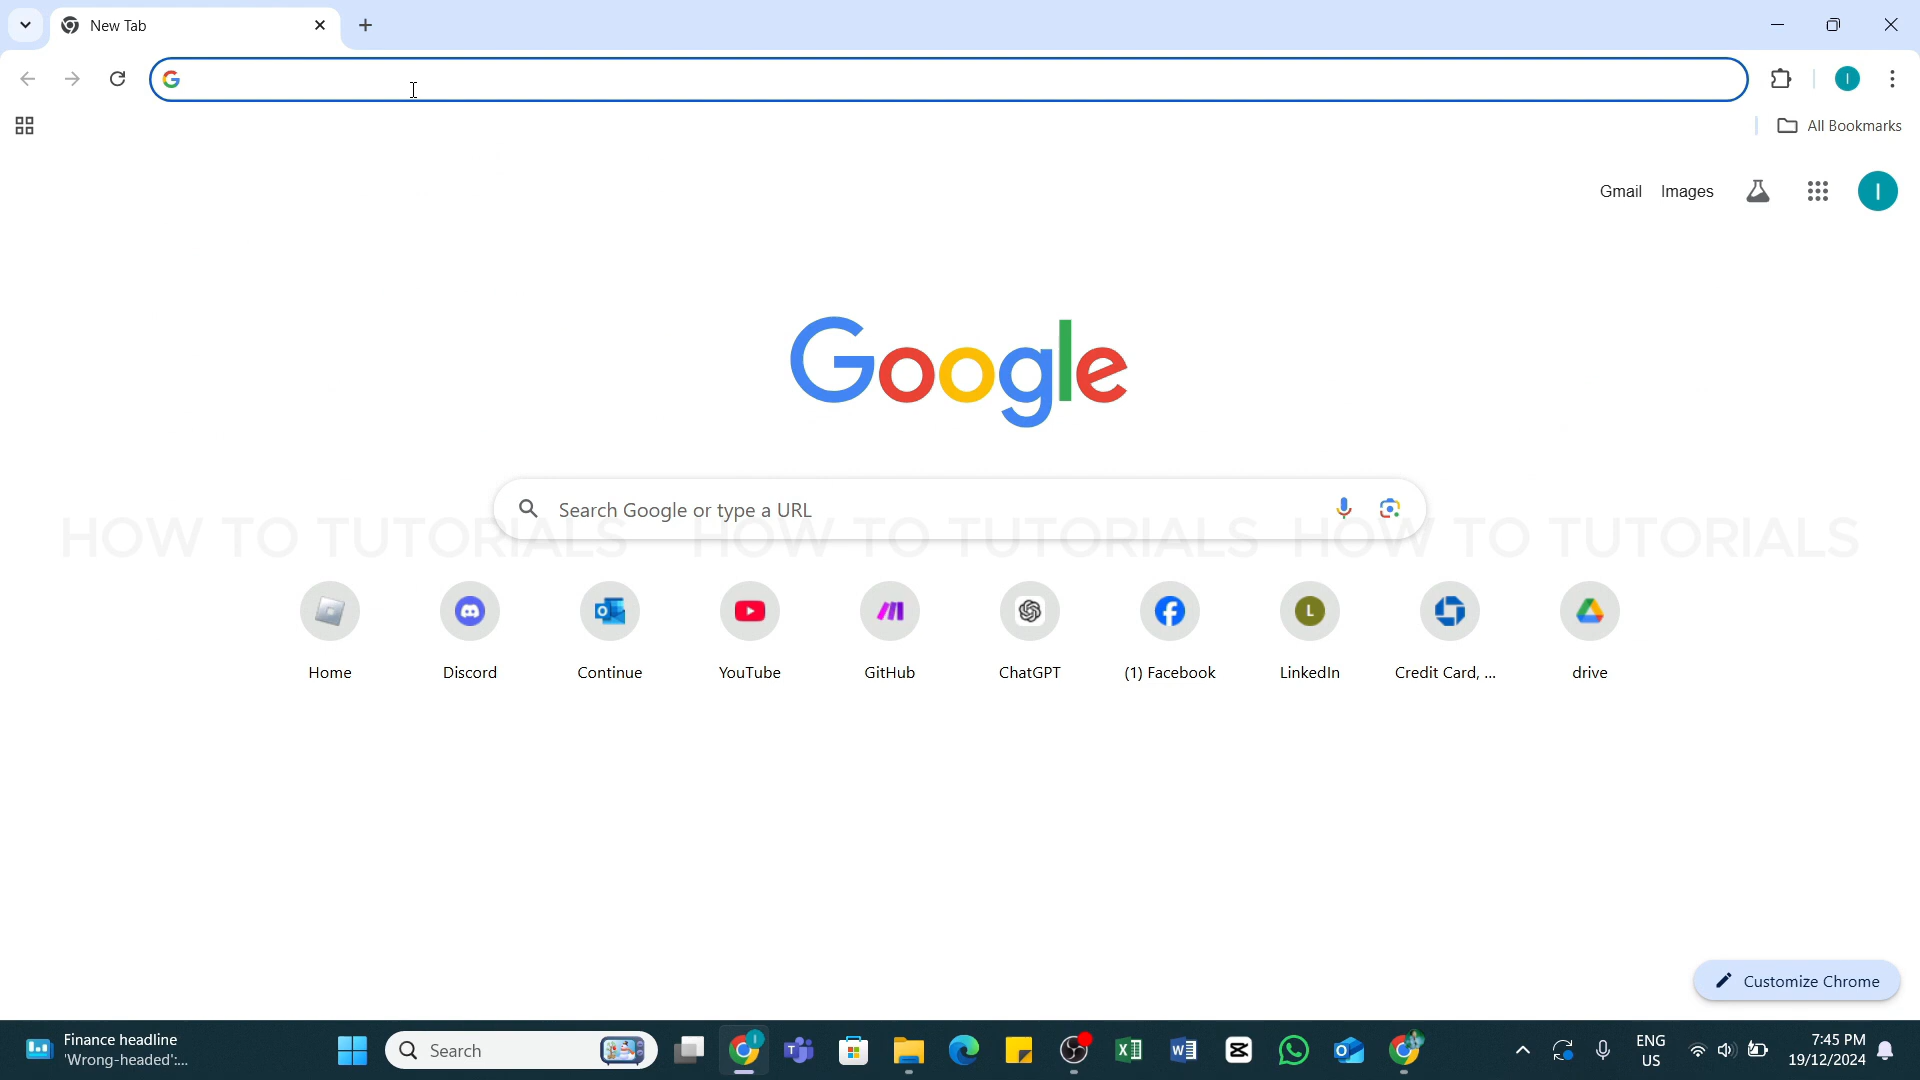 New Tab
All Bookmarks
Gmail Images
I
I
Google
Search Google or type a URL
HOW TO TUTORIALS HOW TO TUTORIALS HOW TO TUTORIALS
L
Home Discord Continue YouTube GitHub ChatGPT (1) Facebook LinkedIn Credit Card, ... drive
Customize Chrome
Finance headline
'Wrong-headed':...
Search
ENG
US
7:45 PM
19/12/2024